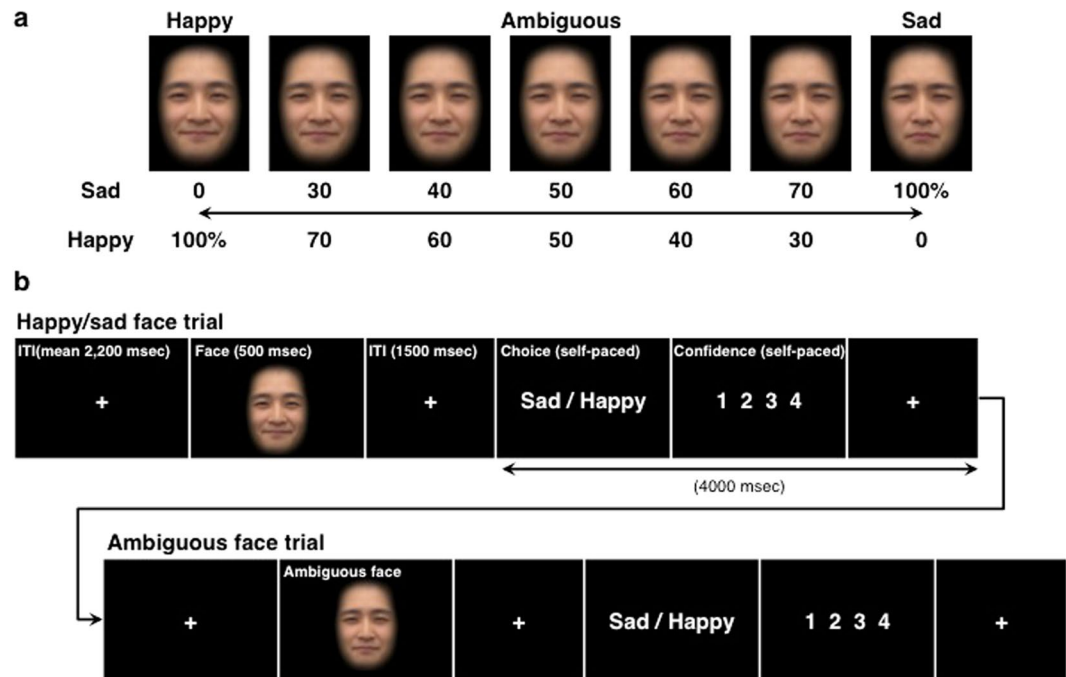 a
Happy Ambiguous Sad
Sad 0 30 40 50 60 70 100%
Happy 100% 70 60 50 40 30 0
b
Happy/sad face trial
ITI(mean 2,200 msec) Face (500 msec) ITI (1500 msec) Choice (self-paced) Confidence (self-paced)
+ + Sad / Happy 1 2 3 4 +
(4000 msec)
Ambiguous face trial
Ambiguous face
+ + Sad / Happy 1 2 3 4 +